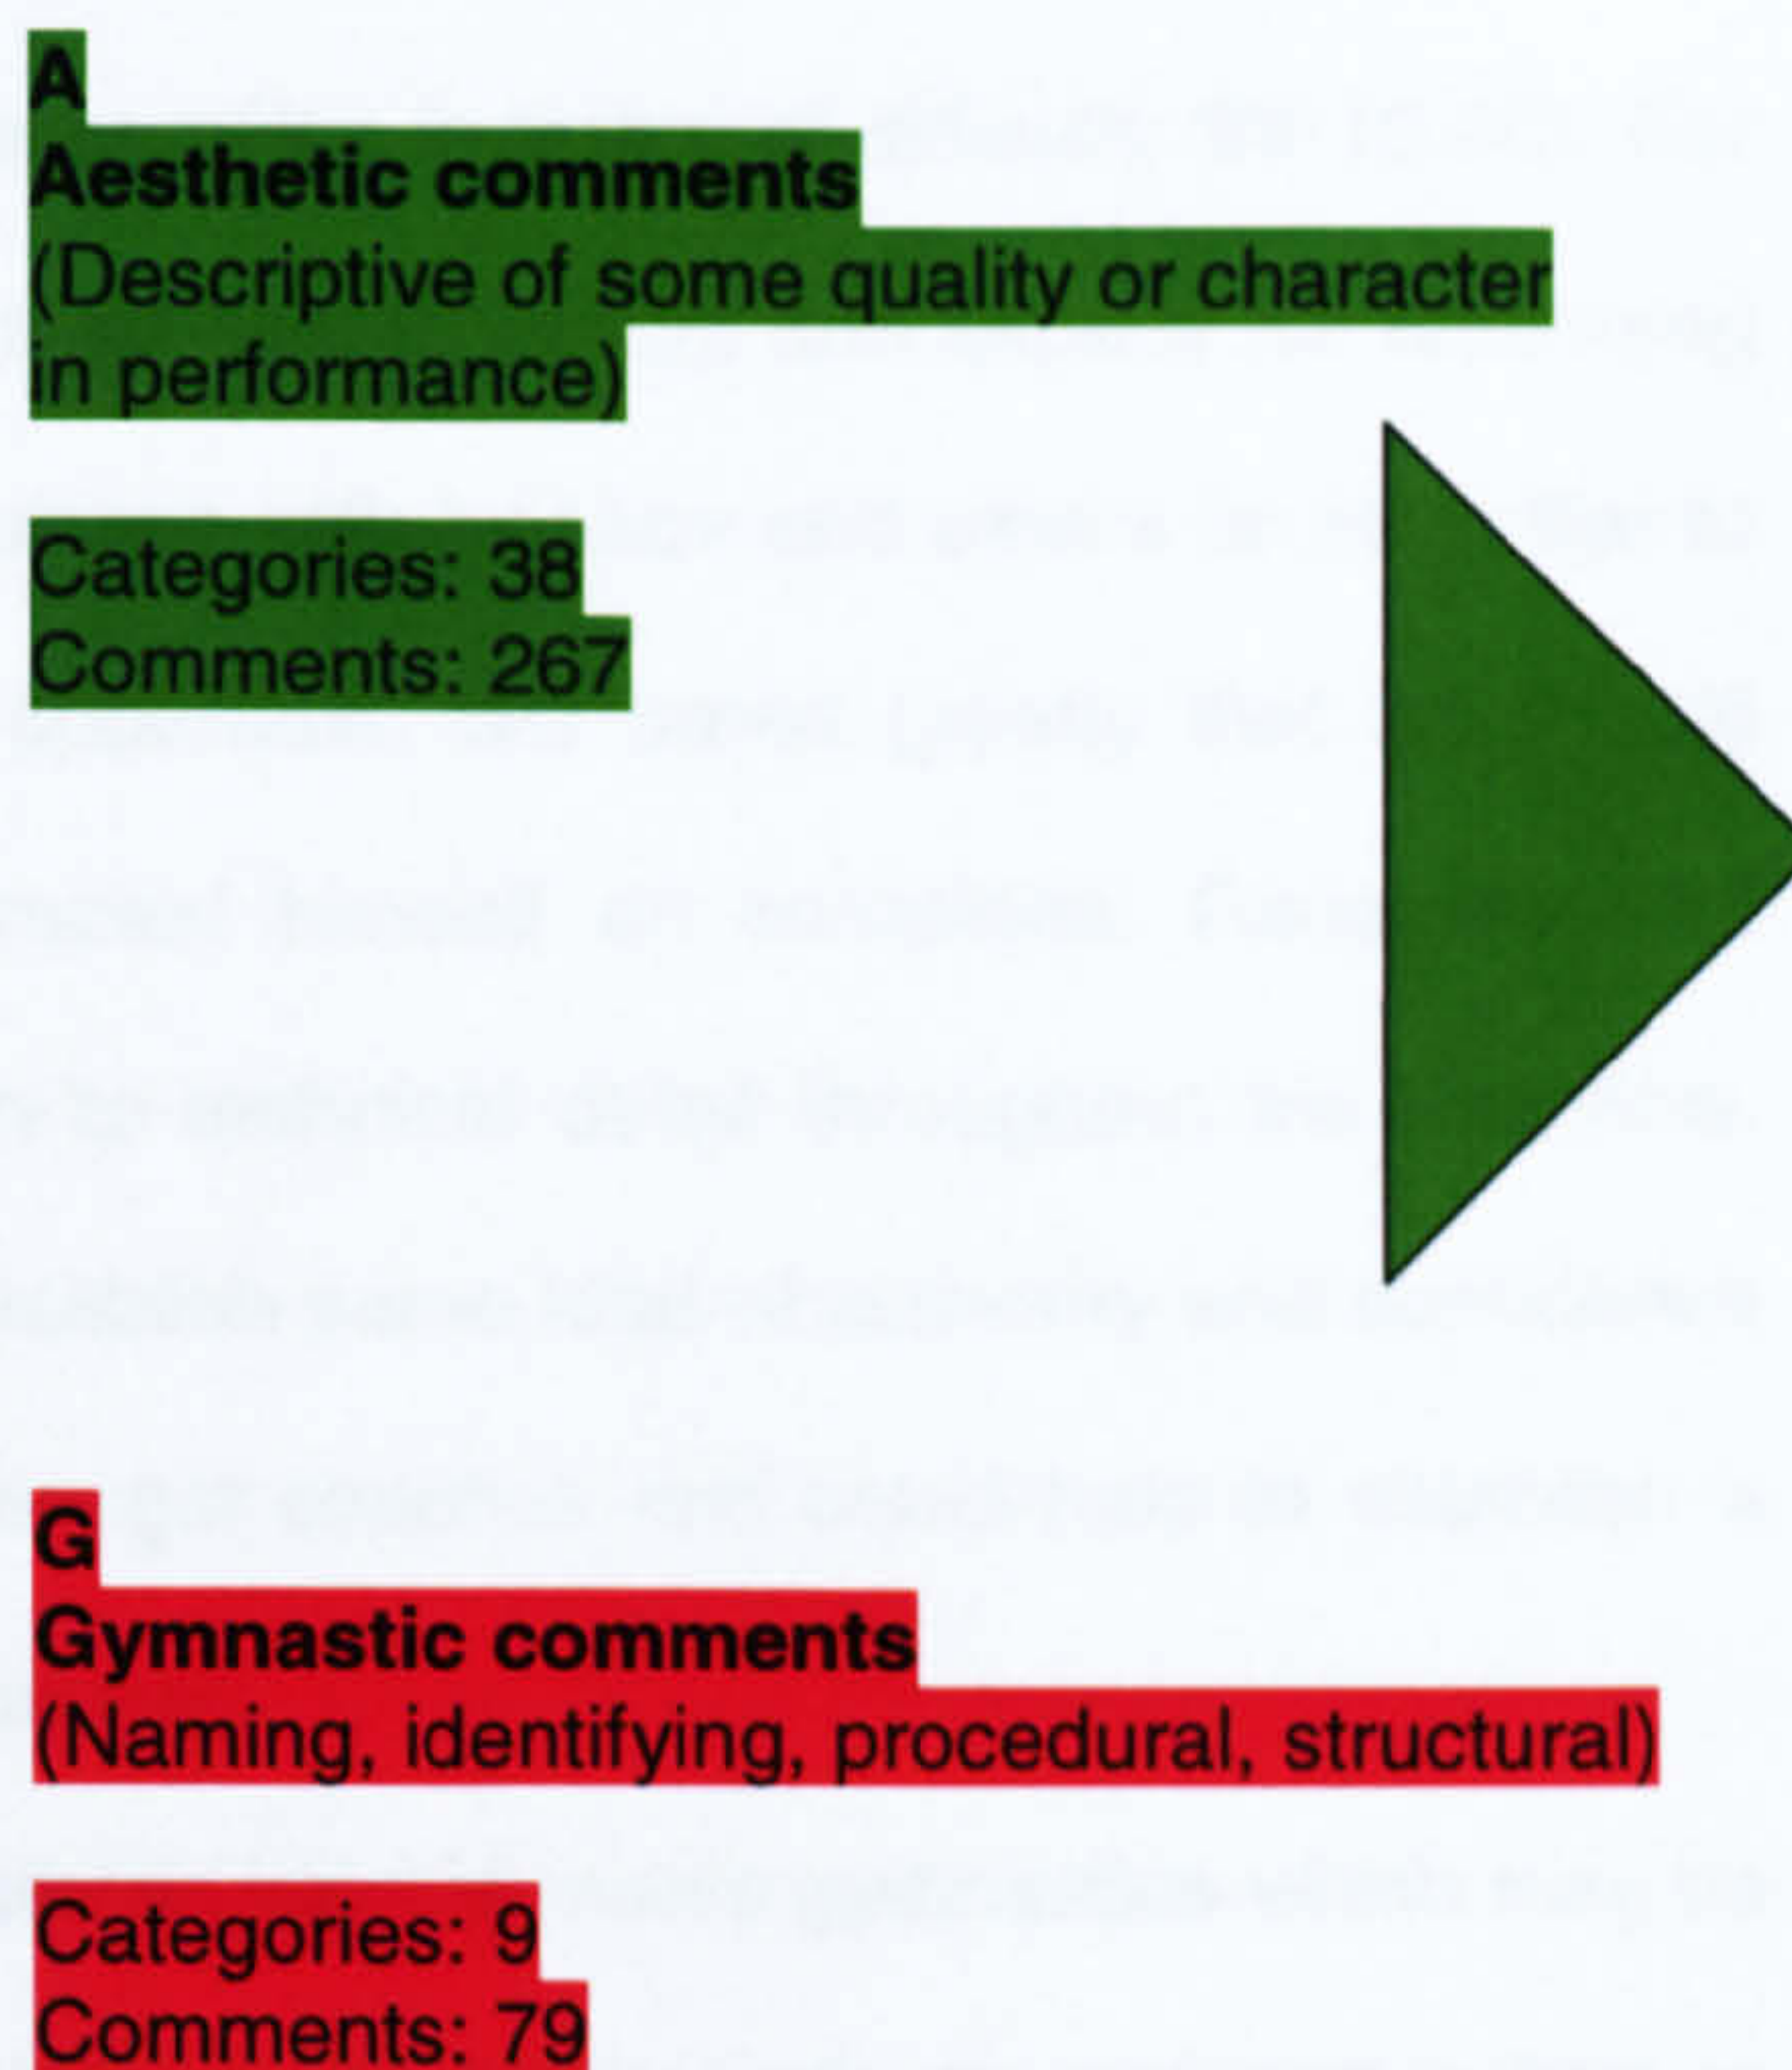 A
Aesthetic comments
(Descriptive of some quality or character
in performance)
Categories: 38
Comments: 267
G
Gymnastic comments
(Naming, identifying, procedural, structural)
Categories: 9
Comments: 79